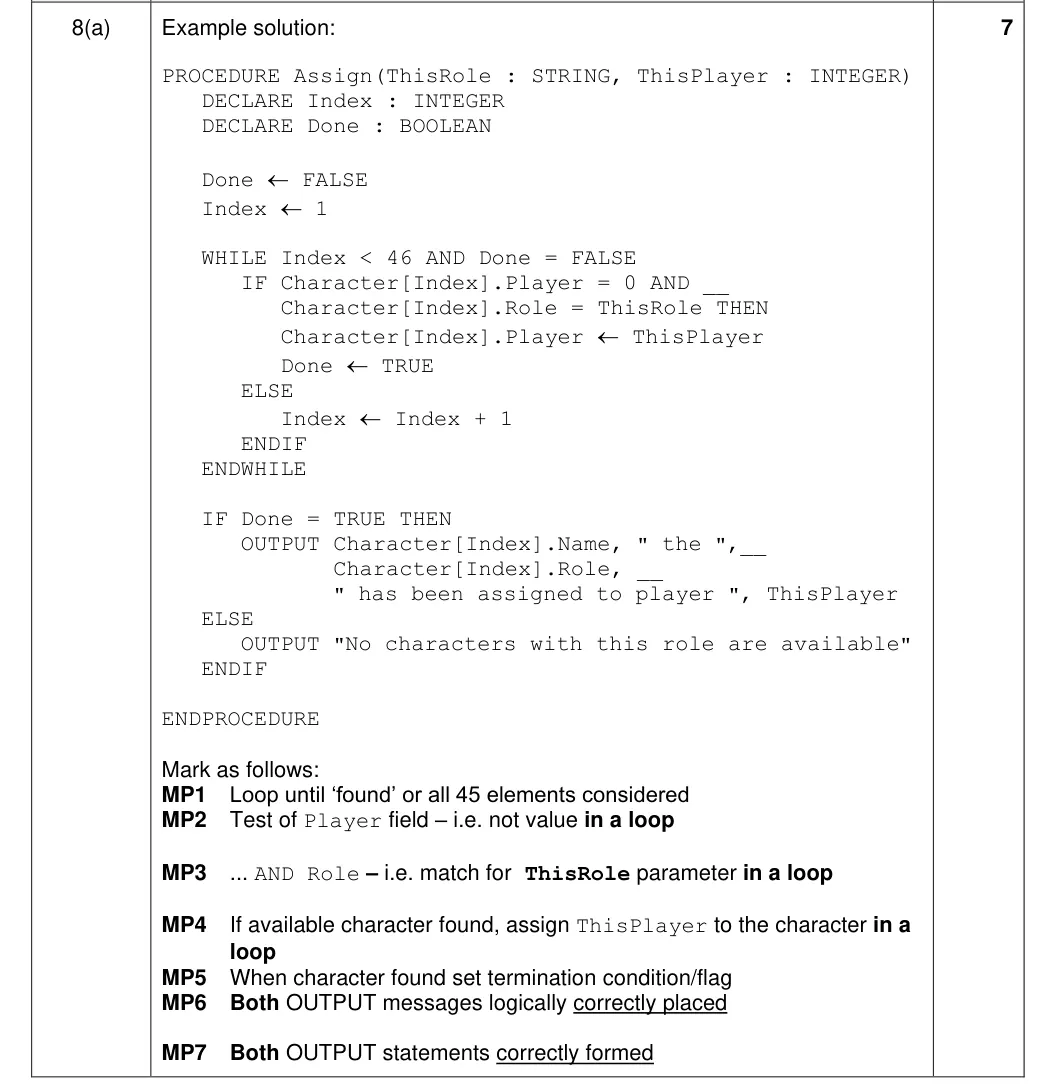 8(a) Example solution: 7
PROCEDURE Assign(ThisRole : STRING, ThisPlayer : INTEGER)
DECLARE Index : INTEGER
DECLARE Done : BOOLEAN
Done ← FALSE
Index ← 1
WHILE Index < 46 AND Done = FALSE
IF Character[Index].Player = 0 AND __
Character[Index].Role = ThisRole THEN
Character[Index].Player ← ThisPlayer
Done ← TRUE
ELSE
Index ← Index + 1
ENDIF
ENDWHILE
IF Done = TRUE THEN
OUTPUT Character[Index].Name, " the ",__
Character[Index].Role, __
" has been assigned to player ", ThisPlayer
ELSE
OUTPUT "No characters with this role are available"
ENDIF
ENDPROCEDURE
Mark as follows:
MP1 Loop until ‘found’ or all 45 elements considered
MP2 Test of Player field – i.e. not value in a loop
MP3 ... AND Role – i.e. match for ThisRole parameter in a loop
MP4 If available character found, assign ThisPlayer to the character in a
loop
MP5 When character found set termination condition/flag
MP6 Both OUTPUT messages logically correctly placed
MP7 Both OUTPUT statements correctly formed